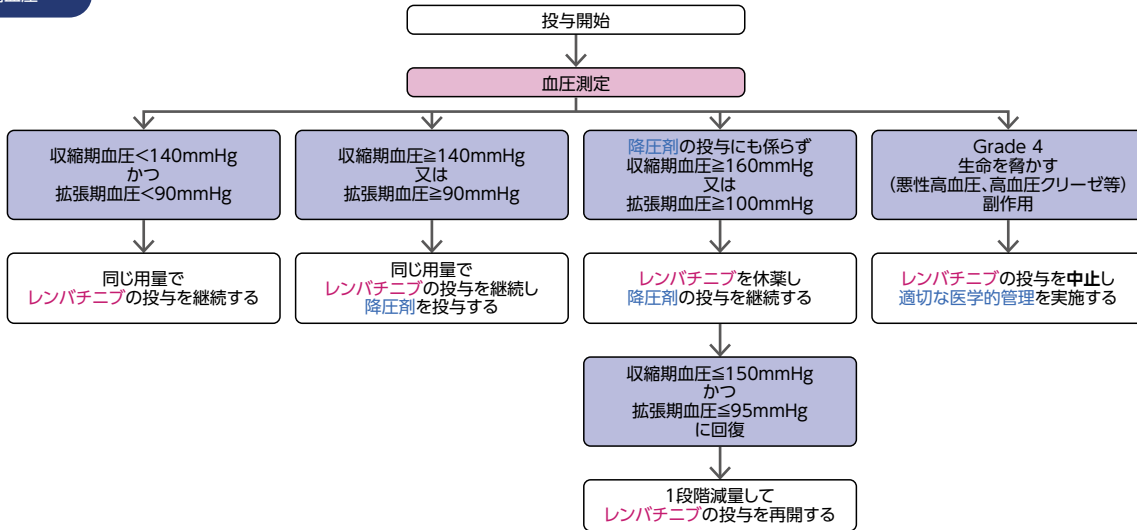 投与開始
血圧測定
収縮期血圧<140mmHg
かつ
拡張期血圧<90mmHg
収縮期血圧≧140mmHg
又は
拡張期血圧≧90mmHg
降圧剤の投与にも係らず
収縮期血圧≧160mmHg
又は
拡張期血圧≧100mmHg
Grade 4
生命を脅かす
(悪性高血圧、高血圧クリーゼ等)
副作用
同じ用量で
レンバチニブの投与を継続する
同じ用量で
レンバチニブの投与を継続し
降圧剤を投与する
レンバチニブを休薬し
降圧剤の投与を継続する
レンバチニブの投与を中止し
適切な医学的管理を実施する
収縮期血圧≦150mmHg
かつ
拡張期血圧≦95mmHg
に回復
1段階減量して
レンバチニブの投与を再開する